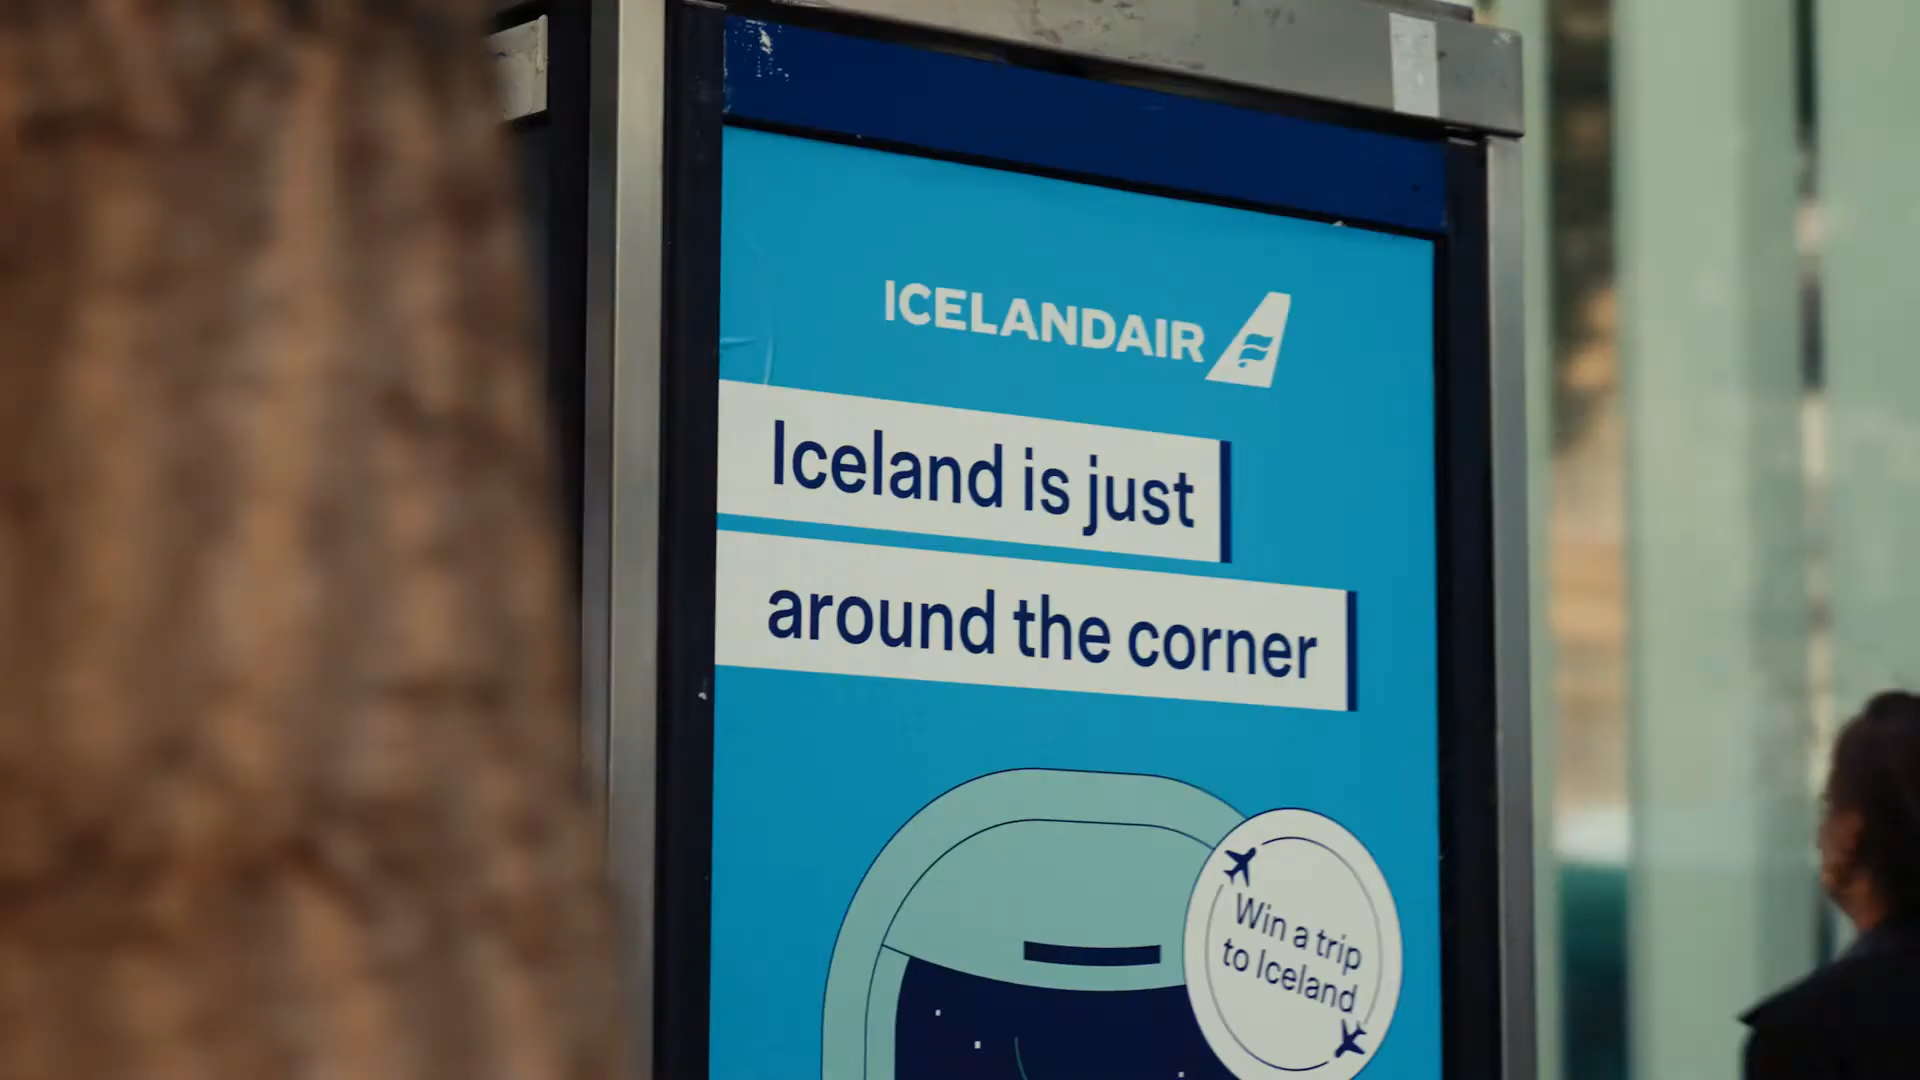 ICELANDAIR
Iceland is just
around the corner
Win a trip
to Iceland